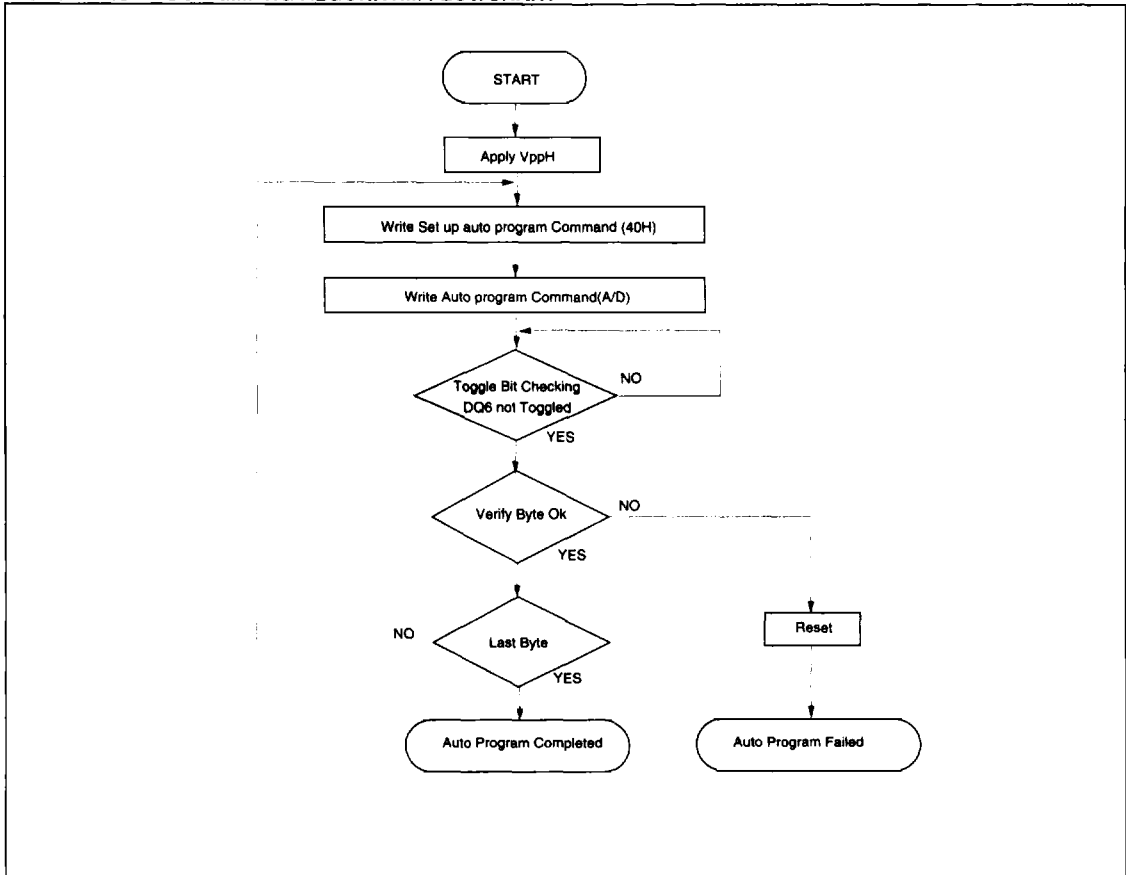 START
Apply VppH
Write Set up auto program Command (40H)
Write Auto program Command(A/D)
Toggle Bit Checking
DQ6 not Toggled
NO
YES
Verify Byte Ok
NO
YES
Last Byte
NO
YES
Reset
Auto Program Completed
Auto Program Failed